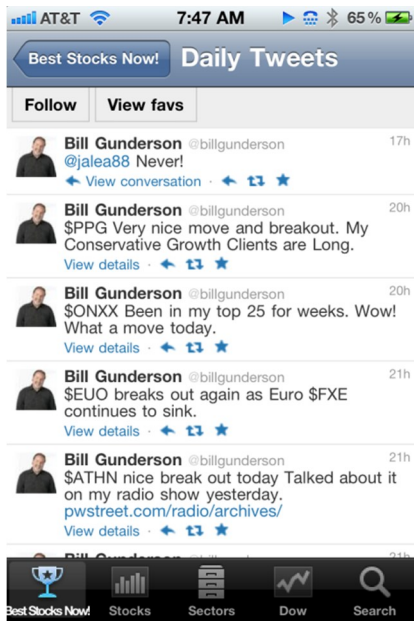 AT&T 7:47 AM 65%
Best Stocks Now! Daily Tweets
Follow View favs
Bill Gunderson @billgunderson 17h
@jalea88 Never!
View conversation ·
Bill Gunderson @billgunderson 20h
$PPG Very nice move and breakout. My
Conservative Growth Clients are Long.
View details ·
Bill Gunderson @billgunderson 20h
$ONXX Been in my top 25 for weeks. Wow!
What a move today.
View details ·
Bill Gunderson @billgunderson 21h
$EUO breaks out again as Euro $FXE
continues to sink.
View details ·
Bill Gunderson @billgunderson 21h
$ATHN nice break out today Talked about it
on my radio show yesterday.
pwstreet.com/radio/archives/
View details ·
Bill Gunderson 21h
Best Stocks Now! Stocks Sectors Dow Search